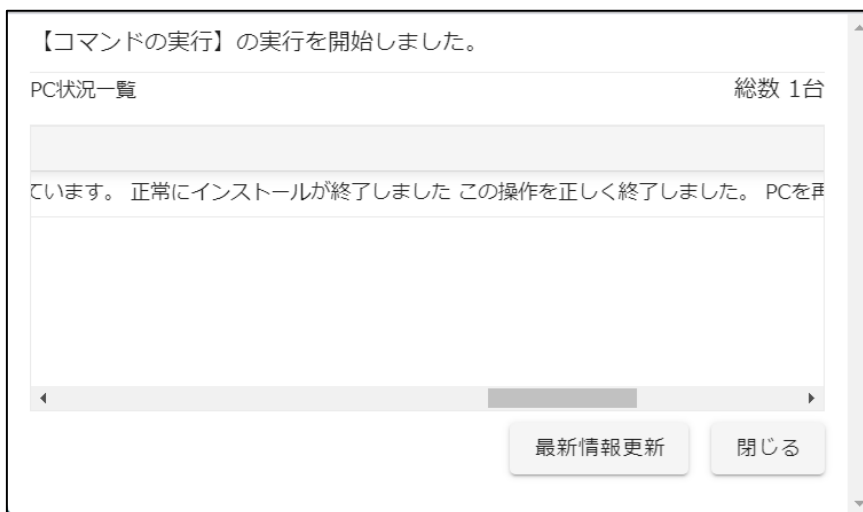 【コマンドの実行】の実行を開始しました。
PC状況一覧 総数 1台
ています。 正常にインストールが終了しました この操作を正しく終了しました。 PCを再
最新情報更新 閉じる